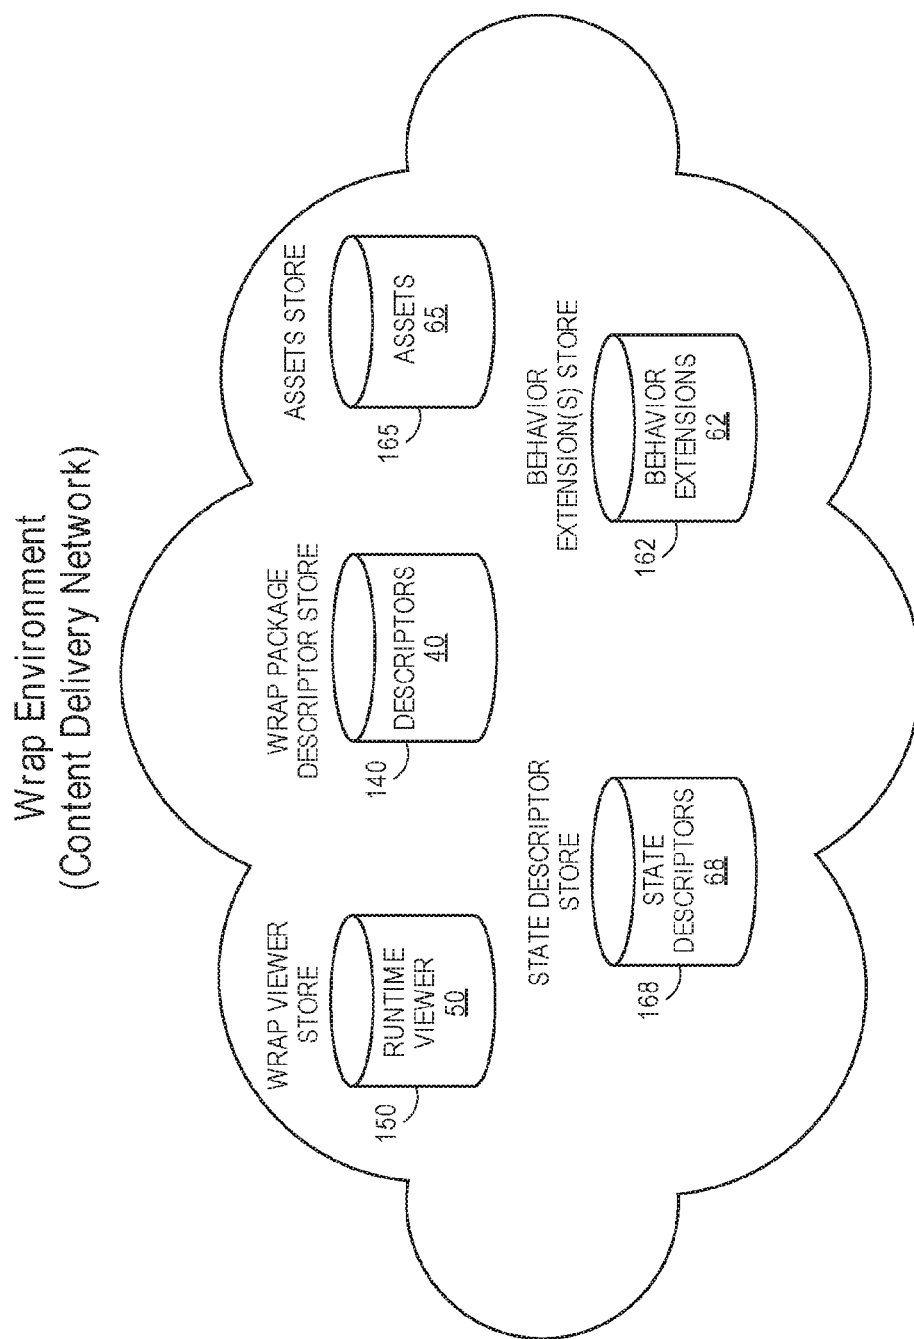 Wrap Environment
(Content Delivery Network)
WRAP VIEWER
STORE
RUNTIME
VIEWER
50
150
WRAP PACKAGE
DESCRIPTOR STORE
DESCRIPTORS
40
140
ASSETS STORE
ASSETS
65
165
STATE DESCRIPTOR
STORE
STATE
DESCRIPTORS
68
168
BEHAVIOR
EXTENSION(S) STORE
BEHAVIOR
EXTENSIONS
62
162